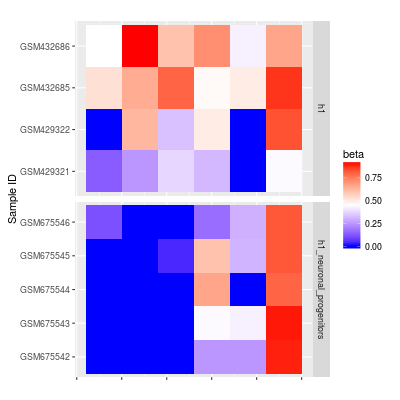 GSM432686
GSM432685
GSM429322
GSM429321
h1
GSM675546
GSM675545
GSM675544
GSM675543
GSM675542
h1_neuronal_progenitors
Sample ID
beta
0.75
0.50
0.25
0.00